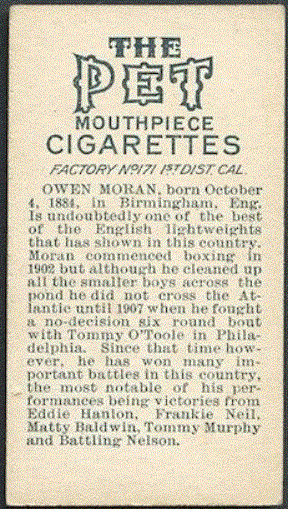 THE
PET
MOUTHPIECE
CIGARETTES
FACTORY Nº171 1ST DIST. CAL.
OWEN MORAN, born October
4, 1884, in Birmingham, Eng.
Is undoubtedly one of the best
of the English lightweights
that has shown in this country.
Moran commenced boxing in
1902 but although he cleaned up
all the smaller boys across the
pond he did not cross the At-
lantic until 1907 when he fought
a no-decision six round bout
with Tommy O'Toole in Phila-
delphia. Since that time how-
ever, he has won many im-
portant battles in this country,
the most notable of his per-
formances being victories from
Eddie Hanlon, Frankie Neil,
Matty Baldwin, Tommy Murphy
and Battling Nelson.